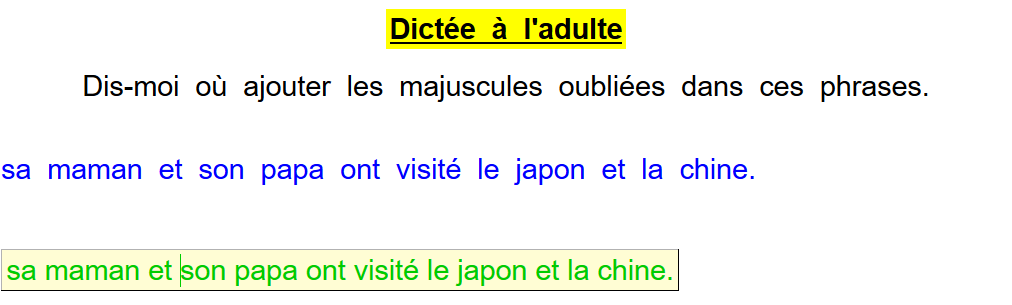 Dictée à l'adulte
Dis-moi où ajouter les majuscules oubliées dans ces phrases.
sa maman et son papa ont visité le japon et la chine.
sa maman et son papa ont visité le japon et la chine.